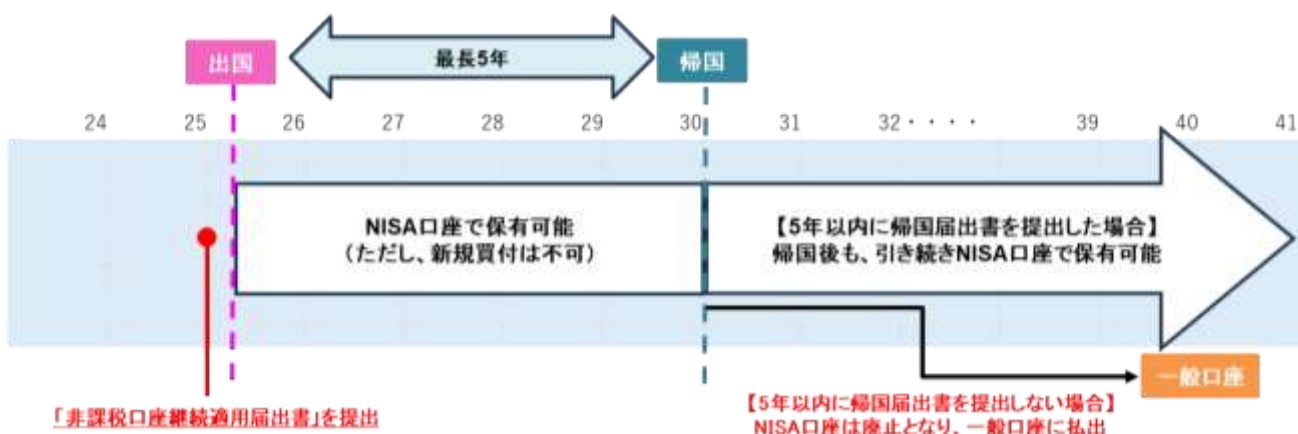 出国
最長5年
帰国
24 25 26 27 28 29 30 31 32・・・・ 39 40 41
NISA口座で保有可能
（ただし、新規買付は不可）
【5年以内に帰国届出書を提出した場合】
帰国後も、引き続きNISA口座で保有可能
一般口座
「非課税口座継続適用届出書」を提出
【5年以内に帰国届出書を提出しない場合】
NISA口座は廃止となり、一般口座に払出